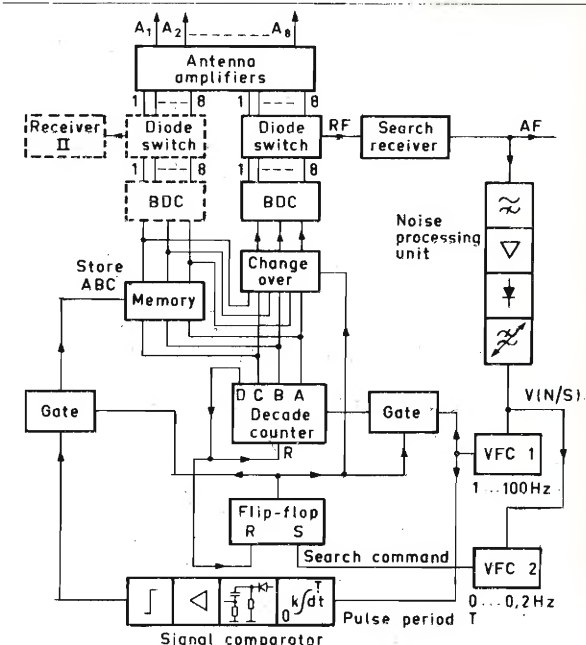 A1 A2 A8
Antenna
amplifiers
1 8 1 8
Receiver
II
Diode
switch
Diode
switch
RF
Search
receiver
AF
1 8 1 8
BDC
BDC
Noise
processing
unit
Change
over
Store
ABC
Memory
D C B A
Decade
counter
R
Gate
Gate
V(N/S)
VFC 1
1...100Hz
Flip-flop
R S
Search command
VFC 2
0...0,2Hz
k∫dt
T
0
Pulse period
T
Signal comparator